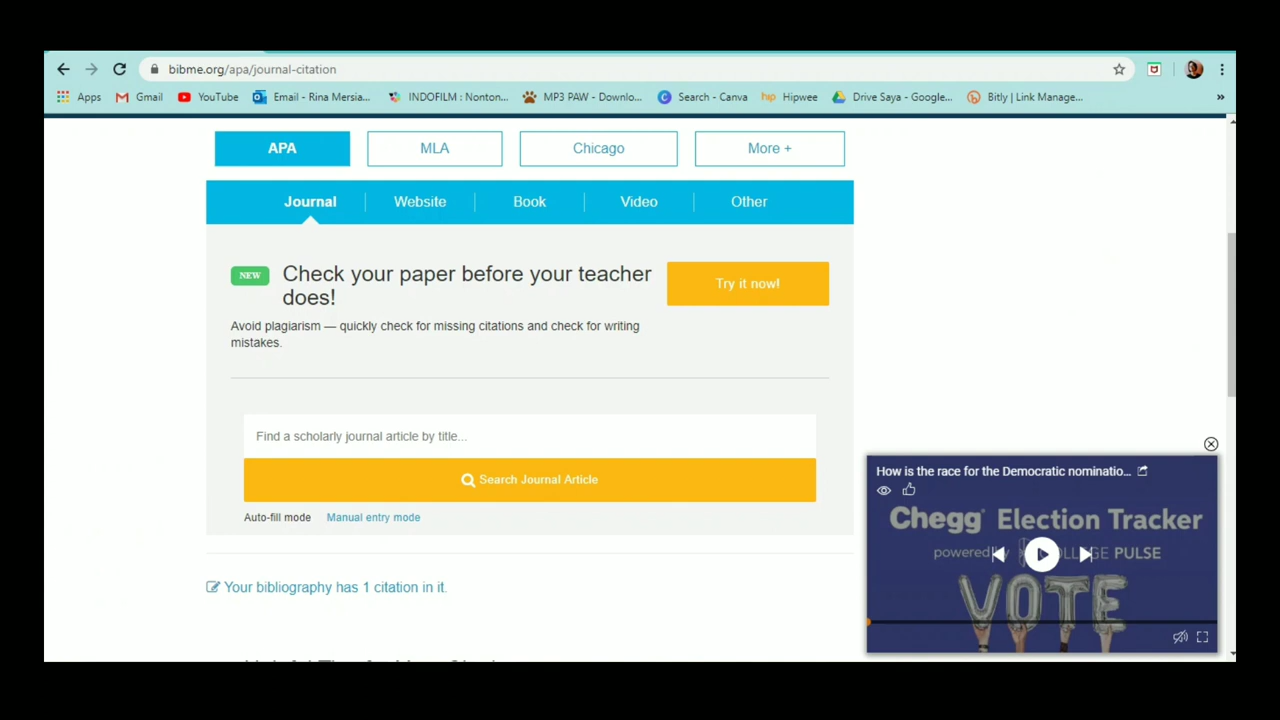 bibme.org/apa/journal-citation
Apps Gmail YouTube Email - Rina Mersia... INDOFILM : Nonton... MP3 PAW - Downlo... Search - Canva hip Hipwee Drive Saya - Google... Bitly | Link Manage... »
APA MLA Chicago More +
Journal Website Book Video Other
NEW Check your paper before your teacher
does!
Try it now!
Avoid plagiarism — quickly check for missing citations and check for writing
mistakes.
Find a scholarly journal article by title...
Search Journal Article
Auto-fill mode Manual entry mode
Your bibliography has 1 citation in it.
How is the race for the Democratic nominatio...
Chegg Election Tracker
powered PULSE
VOTE